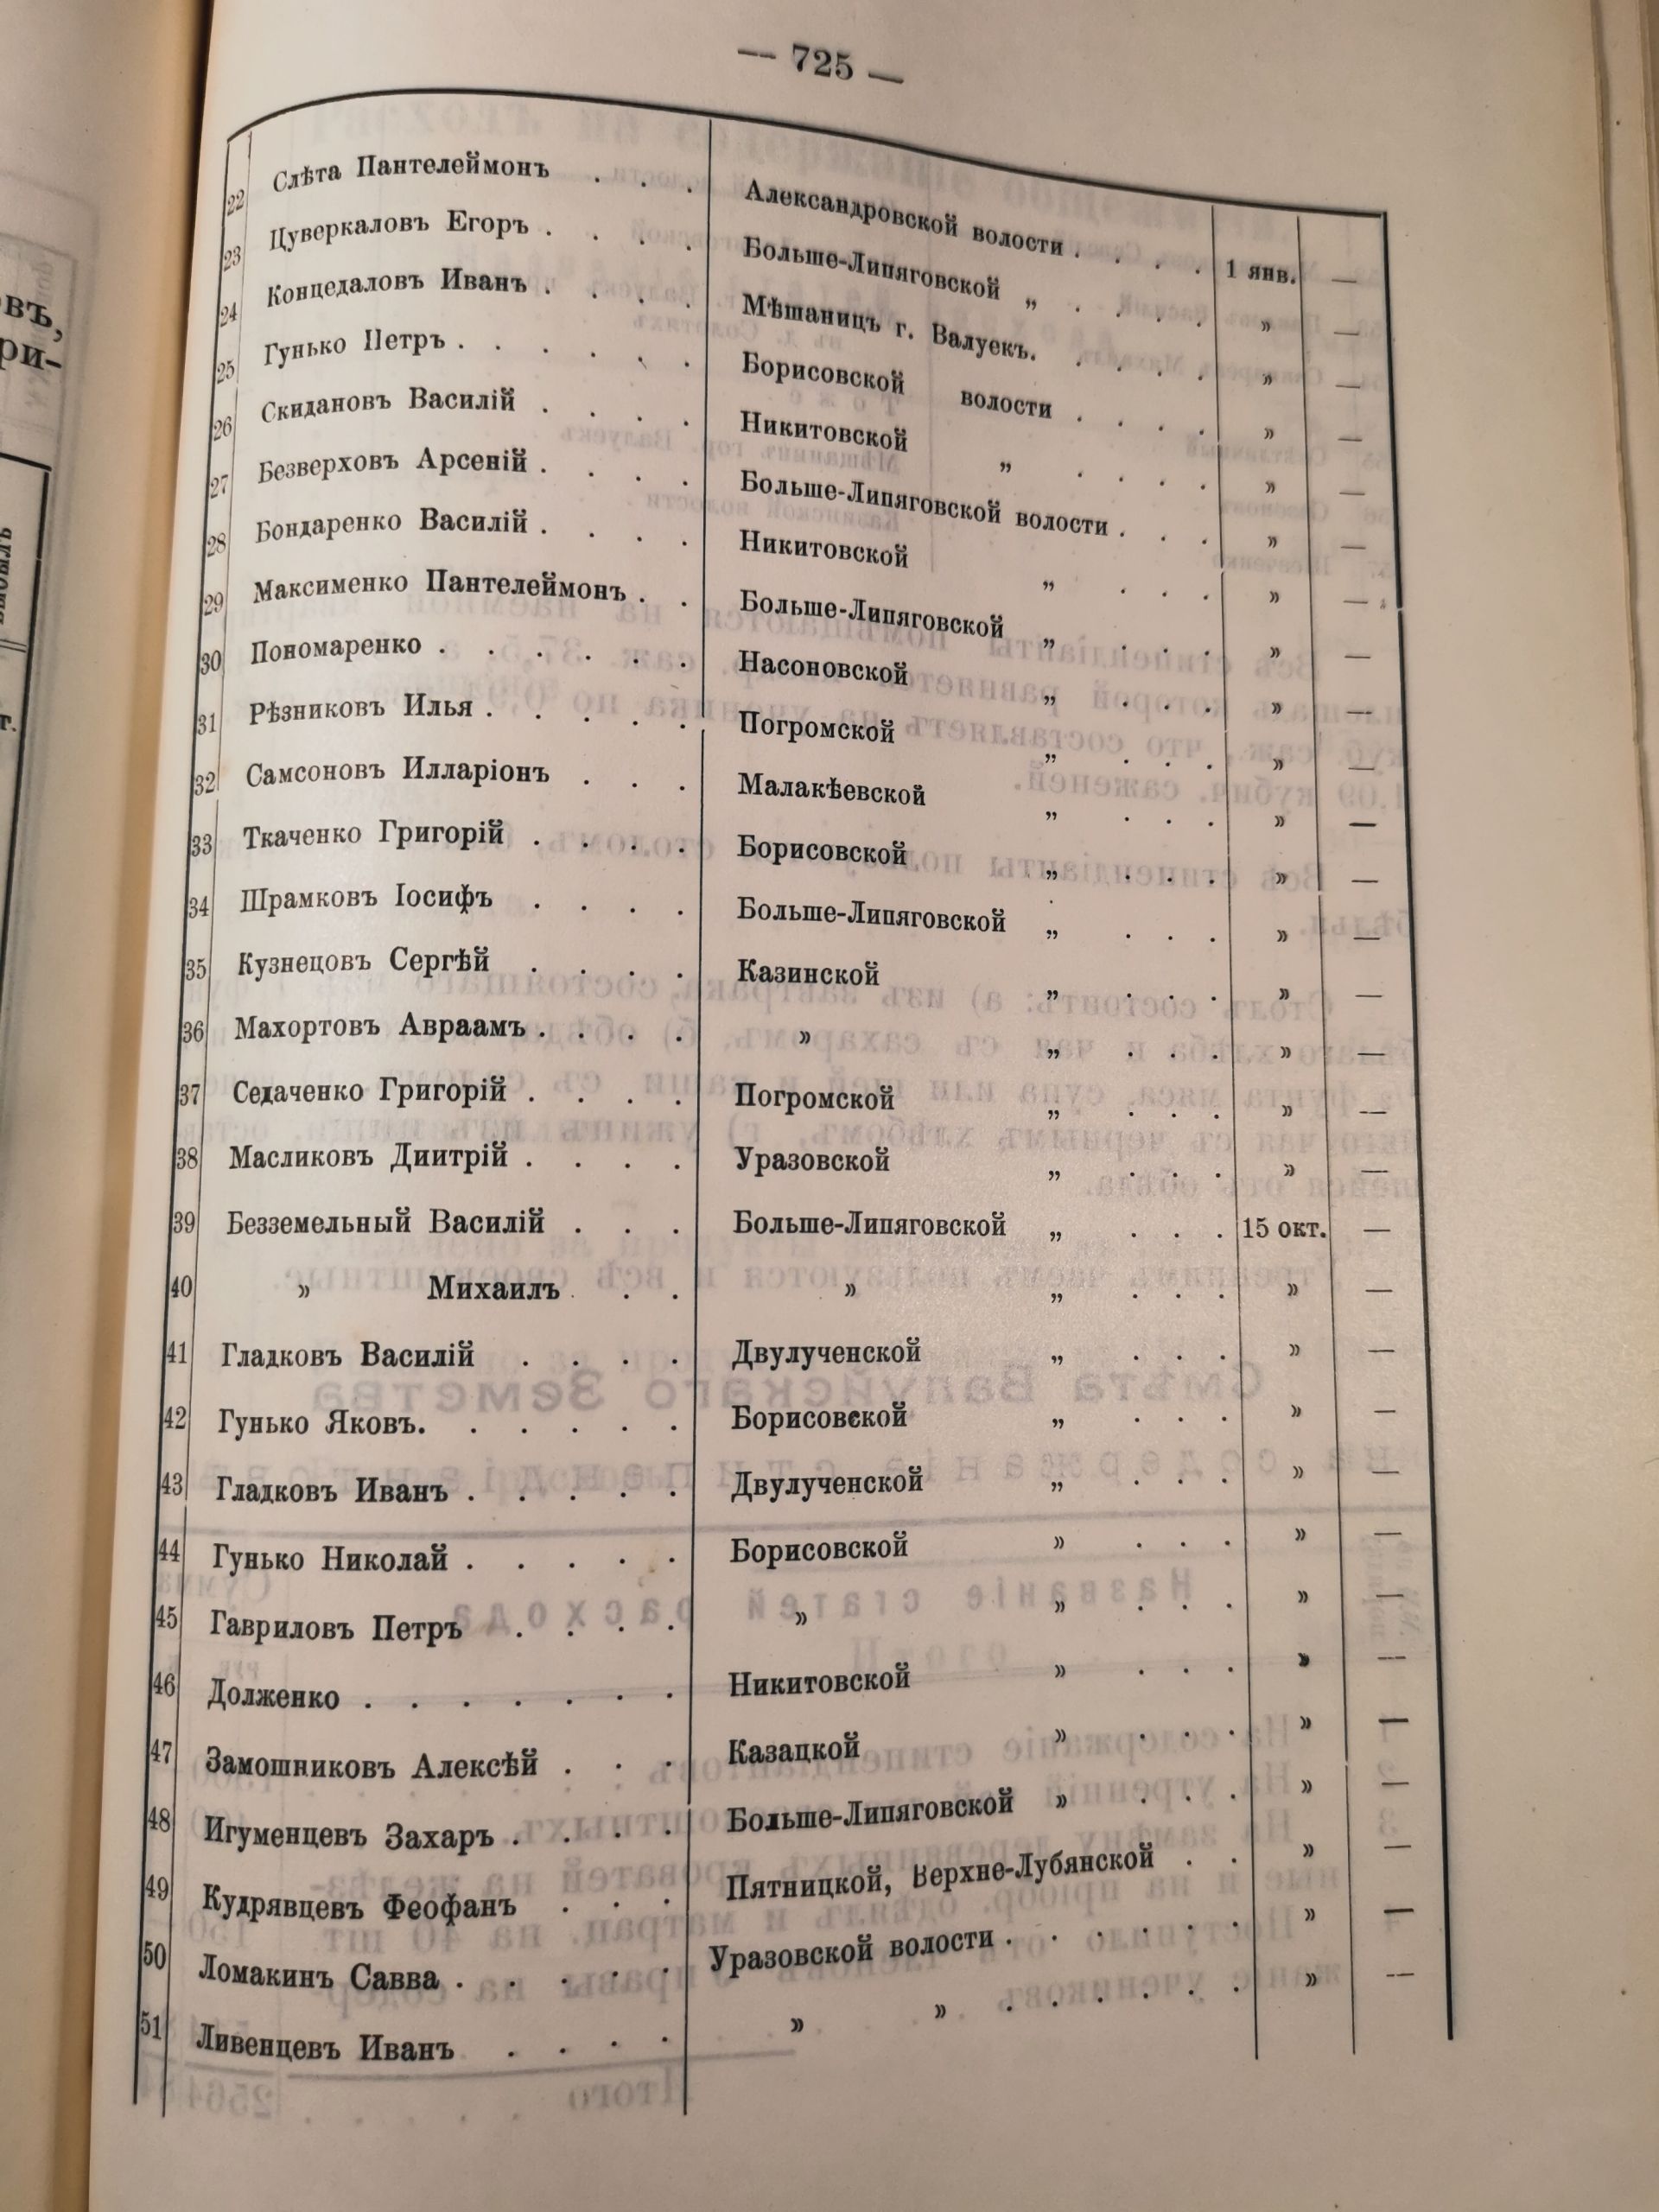 — 725 —
22 Слѣта Пантелеймонъ . . . Александровской волости . . . . 1 янв. —
23 Цуверкаловъ Егоръ . . . . Больше-Липяговской „ . . . . » —
24 Концедаловъ Иванъ . . . . Мѣшаницъ г. Валуекъ. . . . . » —
25 Гунько Петръ . . . . . . Борисовской волости . . . . » —
26 Скидановъ Василій . . . . Никитовской „ . . . . » —
27 Безверховъ Арсеній . . . . Больше-Липяговской волости . . . » —
28 Бондаренко Василій . . . . Никитовской „ . . . » —
29 Максименко Пантелеймонъ . . Больше-Липяговской „ . . . » —
30 Пономаренко . . . . . . Насоновской „ . . . » —
31 Рѣзниковъ Илья . . . . . Погромской „ . . . » —
32 Самсоновъ Илларіонъ . . . Малакѣевской „ . . . » —
33 Ткаченко Григорій . . . . Борисовской „ . . . » —
34 Шрамковъ Іосифъ . . . . Больше-Липяговской „ . . . » —
35 Кузнецовъ Сергѣй . . . . Казинской „ . . . » —
36 Махортовъ Авраамъ . . . . » „ . . . » —
37 Седаченко Григорій . . . . Погромской „ . . . » —
38 Масликовъ Диитрій . . . . Уразовской „ . . . » —
39 Безземельный Василій . . . Больше-Липяговской „ . . . 15 окт. —
40 » Михаилъ . . . » „ . . . » —
41 Гладковъ Василій . . . . Двулученской „ . . . » —
42 Гунько Яковъ. . . . . . Борисовской „ . . . » —
43 Гладковъ Иванъ . . . . . Двулученской „ . . . » —
44 Гунько Николай . . . . . Борисовской » . . . » —
45 Гавриловъ Петръ . . . . » „ . . . » —
46 Долженко . . . . . . . Никитовской » . . . » —
47 Замошниковъ Алексѣй . . . Казацкой » . . . » —
48 Игуменцевъ Захаръ . . . . Больше-Липяговской » . . . » —
49 Кудрявцевъ Феофанъ . . . Пятницкой, Верхне-Лубянской . . » —
50 Ломакинъ Савва . . . . . Уразовской волости . . . . . . » —
51 Ливенцевъ Иванъ . . . . » » . . . . . . » —